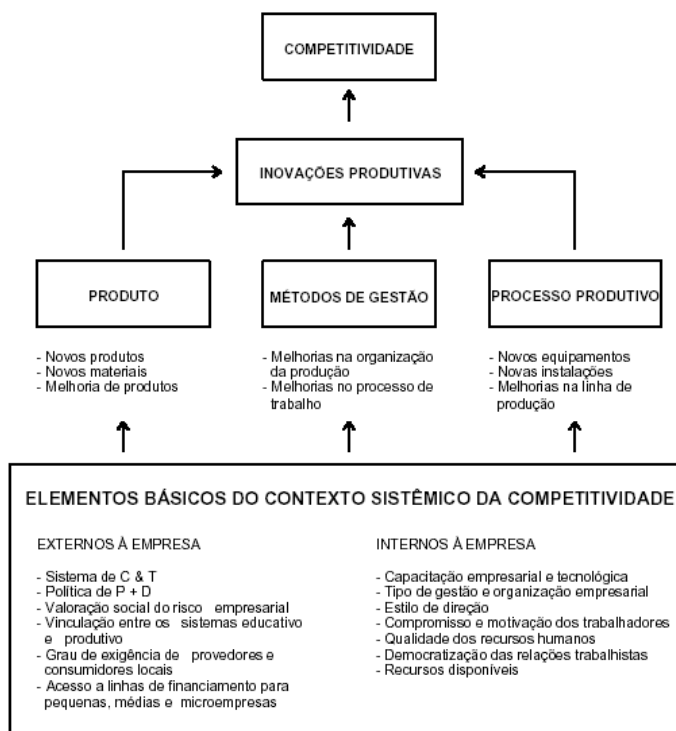 COMPETITIVIDADE
INOVAÇÕES PRODUTIVAS
PRODUTO
- Novos produtos
- Novos materiais
- Melhoria de produtos
MÉTODOS DE GESTÃO
- Melhorias na organização
da produção
- Melhorias no processo de
trabalho
PROCESSO PRODUTIVO
- Novos equipamentos
- Novas instalações
- Melhorias na linha de
produção
ELEMENTOS BÁSICOS DO CONTEXTO SISTÊMICO DA COMPETITIVIDADE
EXTERNOS À EMPRESA
- Sistema de C & T
- Política de P + D
- Valoração social do risco empresarial
- Vinculação entre os sistemas educativo
e produtivo
- Grau de exigência de provedores e
consumidores locais
- Acesso a linhas de financiamento para
pequenas, médias e microempresas
INTERNOS À EMPRESA
- Capacitação empresarial e tecnológica
- Tipo de gestão e organização empresarial
- Estilo de direção
- Compromisso e motivação dos trabalhadores
- Qualidade dos recursos humanos
- Democratização das relações trabalhistas
- Recursos disponíveis